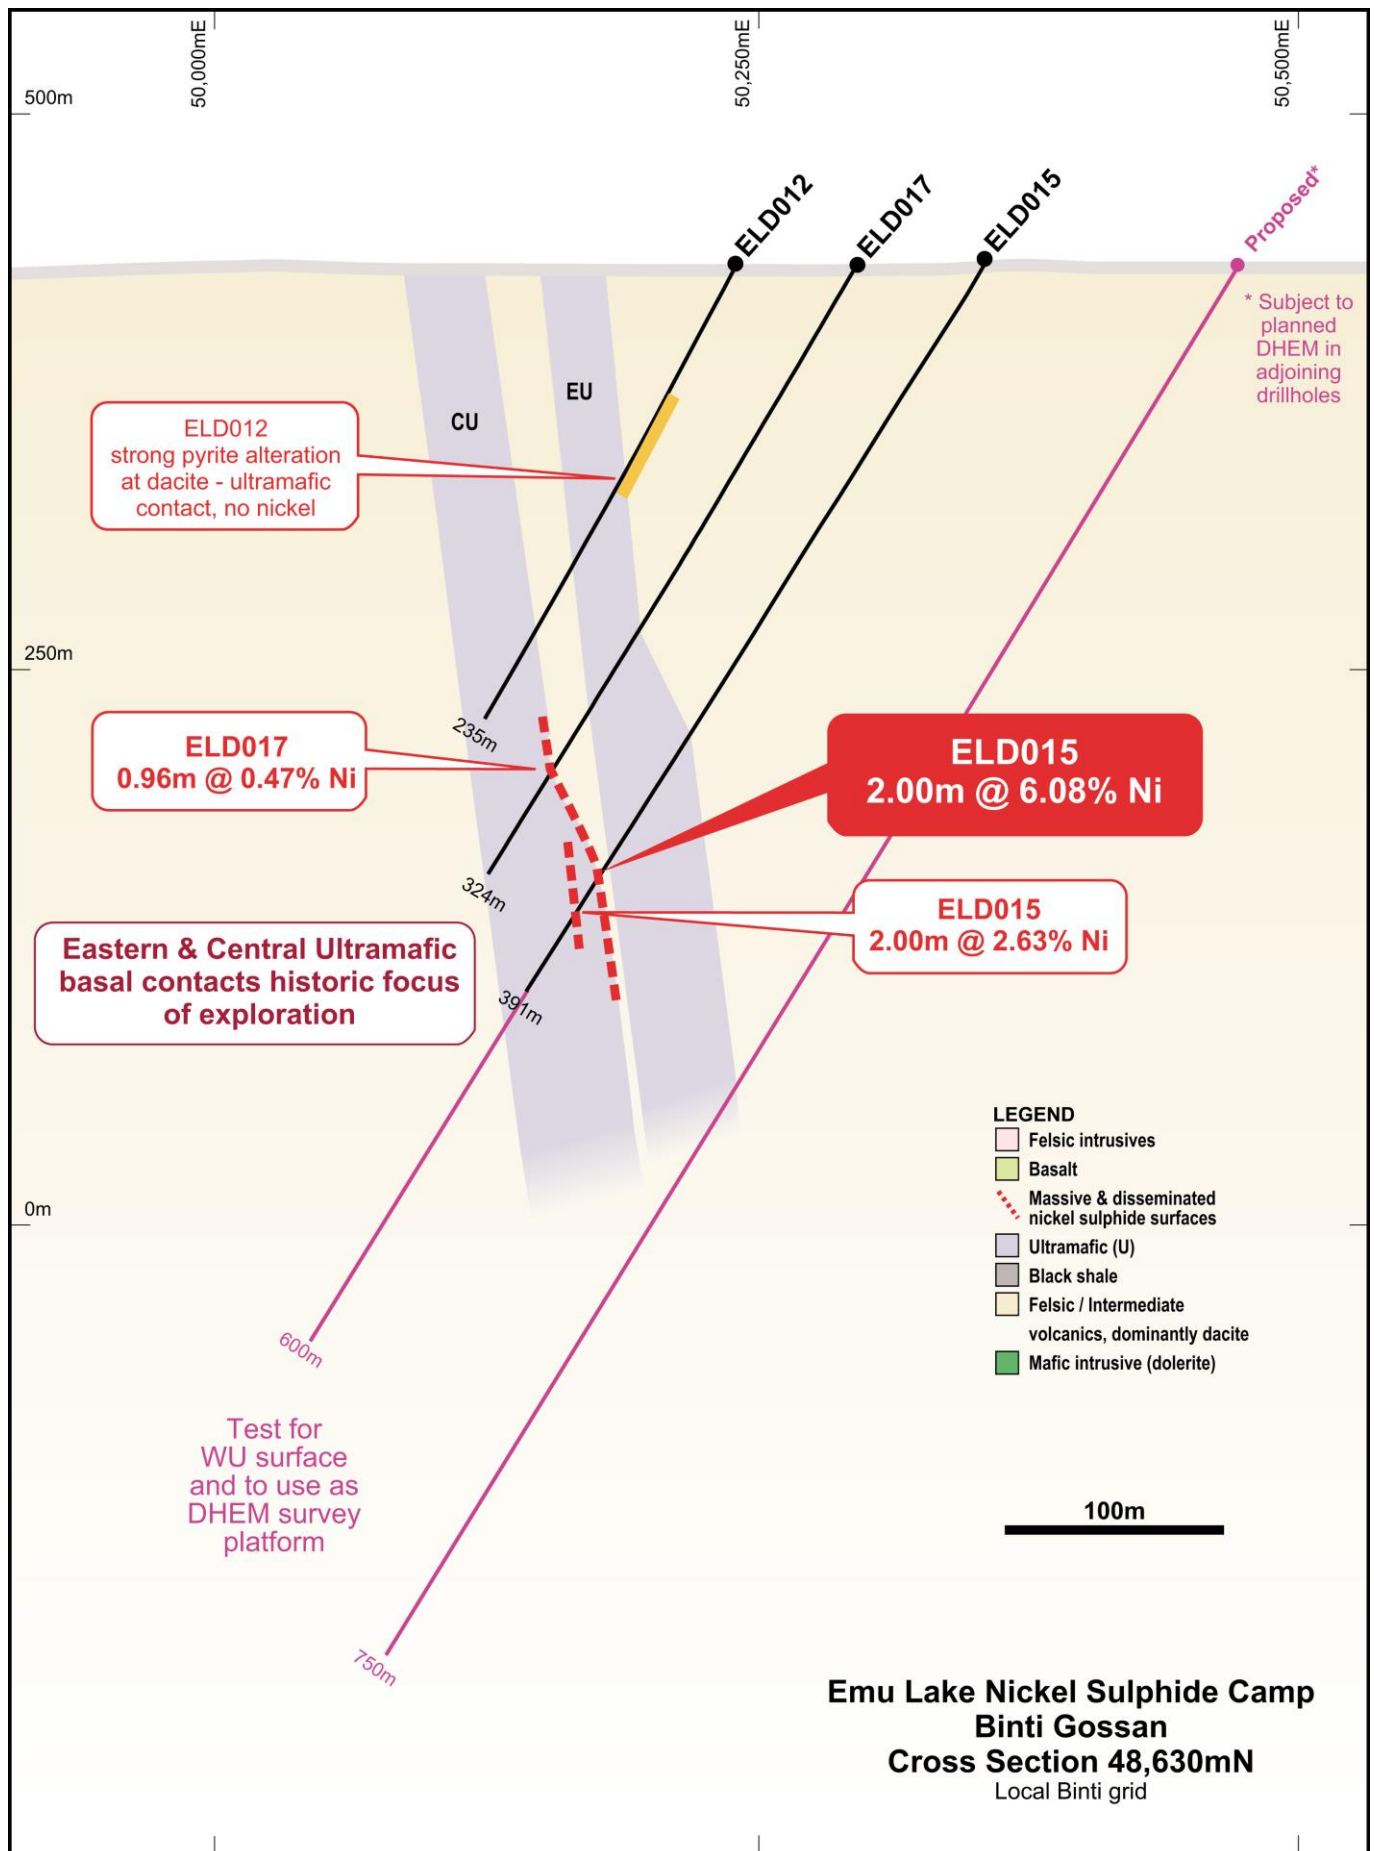 50,000mE
50,250mE
50,500mE
500m
ELD012
ELD017
ELD015
Proposed*
* Subject to
planned
DHEM in
adjoining
drillholes
EU
CU
ELD012
strong pyrite alteration
at dacite - ultramafic
contact, no nickel
250m
235m
ELD017
0.96m @ 0.47% Ni
ELD015
2.00m @ 6.08% Ni
324m
ELD015
2.00m @ 2.63% Ni
Eastern & Central Ultramafic
basal contacts historic focus
of exploration
391m
LEGEND
Felsic intrusives
Basalt
Massive & disseminated
nickel sulphide surfaces
Ultramafic (U)
Black shale
Felsic / Intermediate
volcanics, dominantly dacite
Mafic intrusive (dolerite)
0m
600m
Test for
WU surface
and to use as
DHEM survey
platform
100m
750m
Emu Lake Nickel Sulphide Camp
Binti Gossan
Cross Section 48,630mN
Local Binti grid